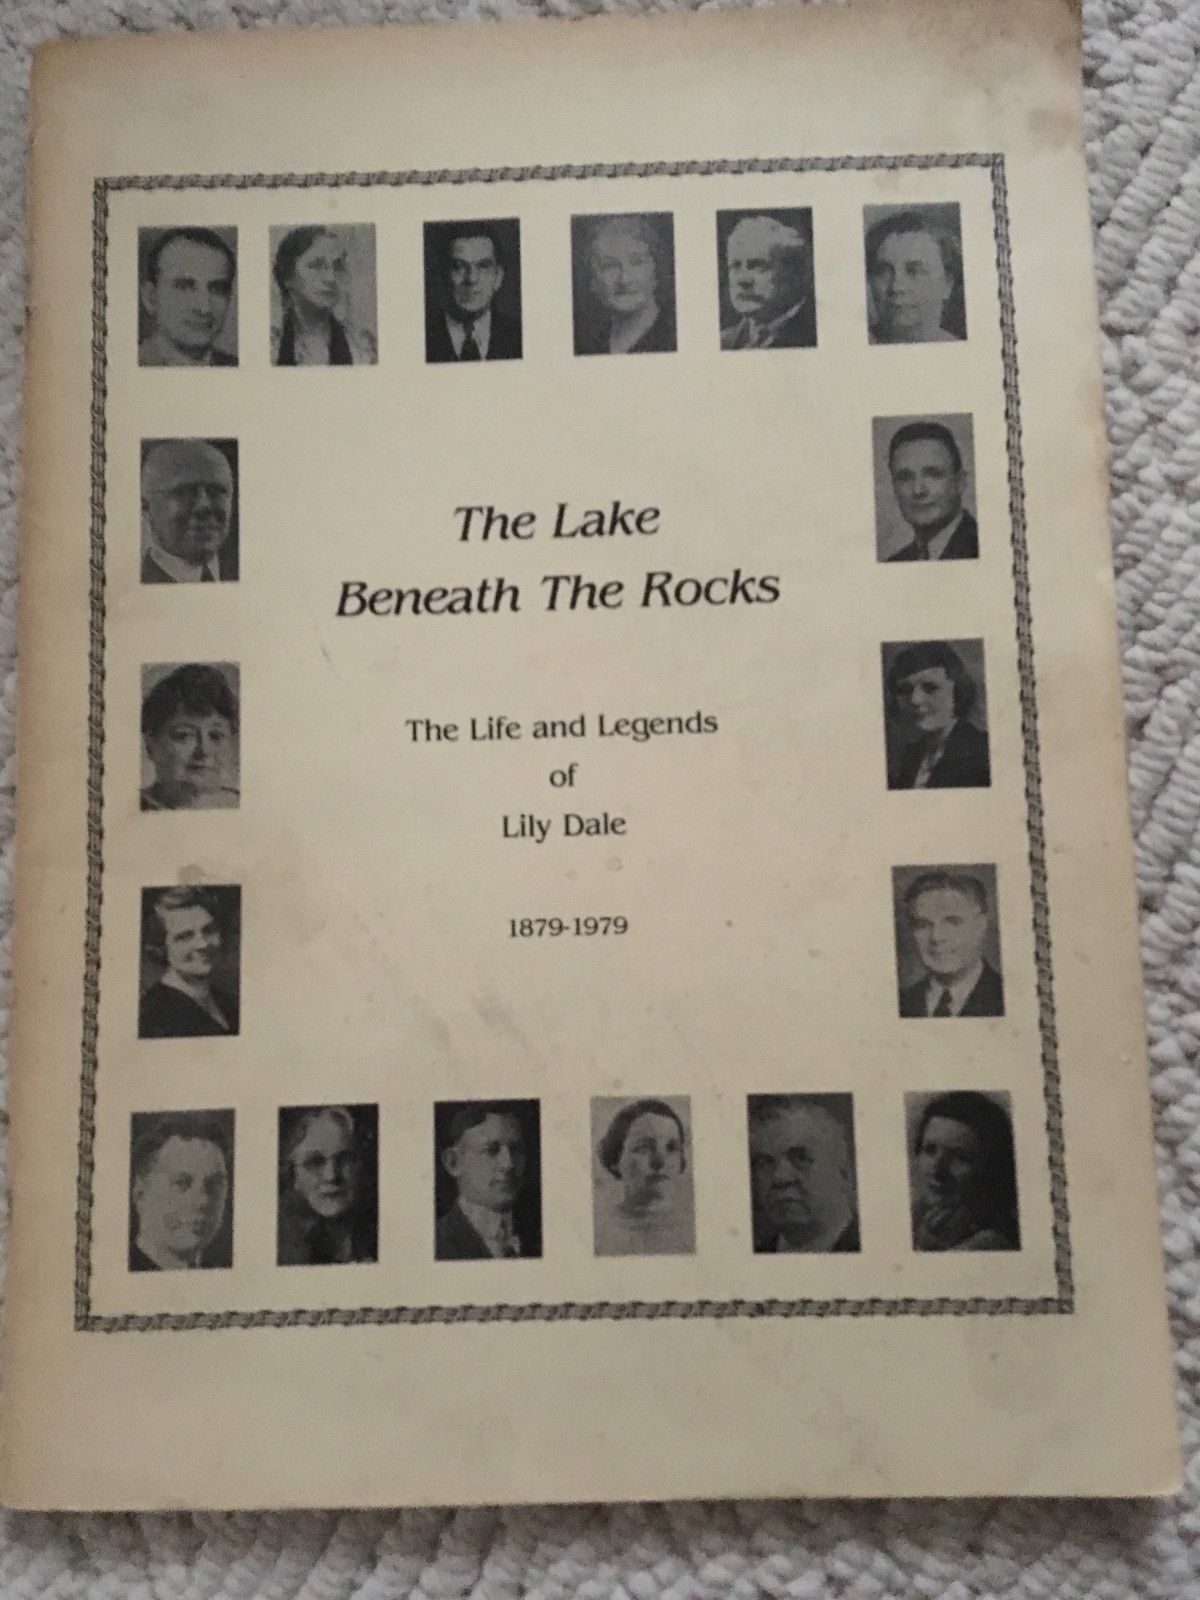 The Lake
Beneath The Rocks
The Life and Legends
of
Lily Dale
1879-1979